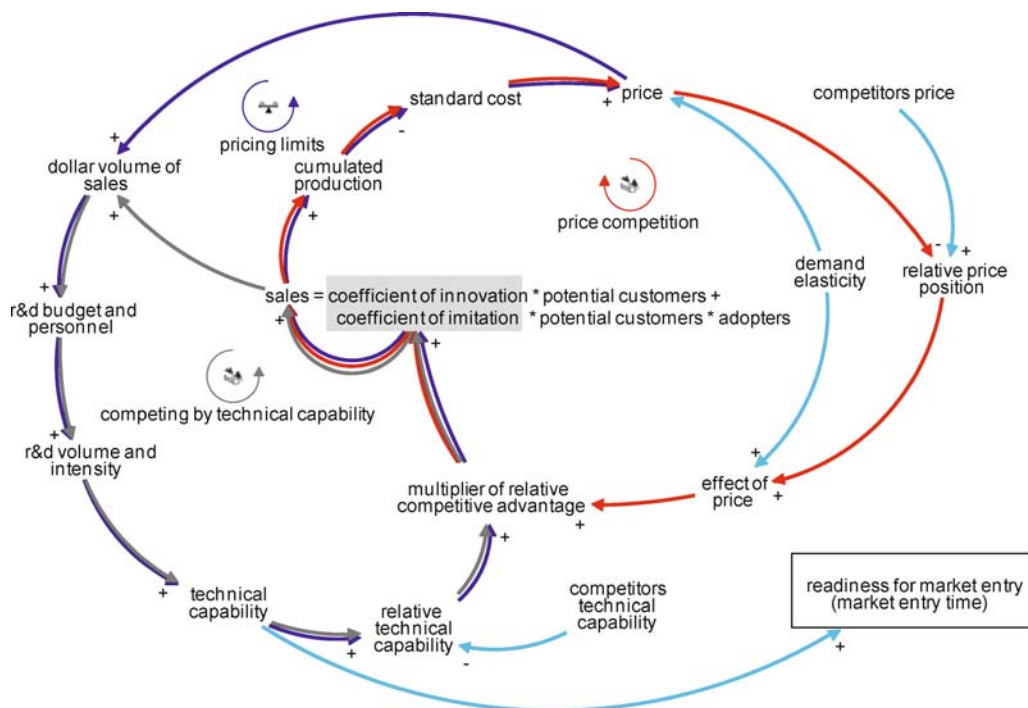 standard cost
price
competitors price
pricing limits
dollar volume of
sales
cumulated
production
price competition
demand
elasticity
relative price
position
sales = coefficient of innovation * potential customers +
coefficient of imitation * potential customers * adopters
r&d budget and
personnel
competing by technical capability
r&d volume and
intensity
multiplier of relative
competitive advantage
effect of
price
technical
capability
relative
technical
capability
competitors
technical
capability
readiness for market entry
(market entry time)
+
+
-
+
+
+
-
+
+
+
+
+
+
+
+
+
+
+
-
+